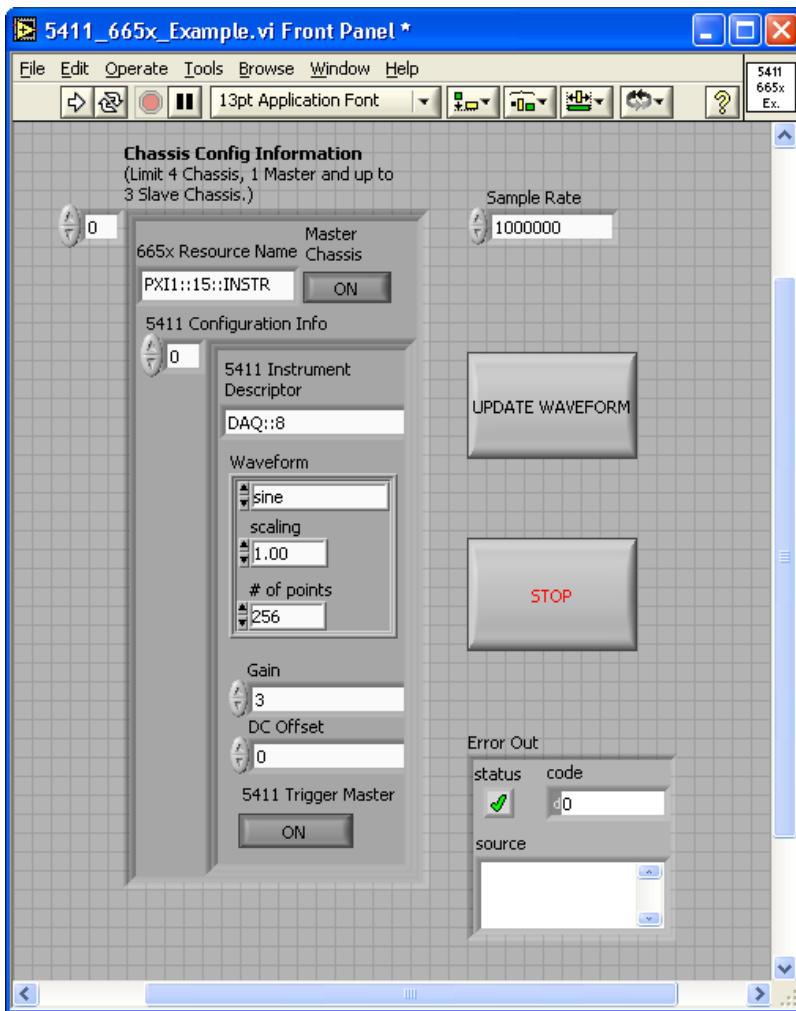 5411_665x_Example.vi Front Panel *
File Edit Operate Tools Browse Window Help
13pt Application Font
5411
665x
Ex.
Chassis Config Information
(Limit 4 Chassis, 1 Master and up to
3 Slave Chassis.)
0
665x Resource Name
Master
Chassis
PXI1::15::INSTR
ON
5411 Configuration Info
0
5411 Instrument
Descriptor
DAQ::8
Waveform
sine
scaling
1.00
# of points
256
Gain
3
DC Offset
0
5411 Trigger Master
ON
Sample Rate
1000000
UPDATE WAVEFORM
STOP
Error Out
status
code
d0
source